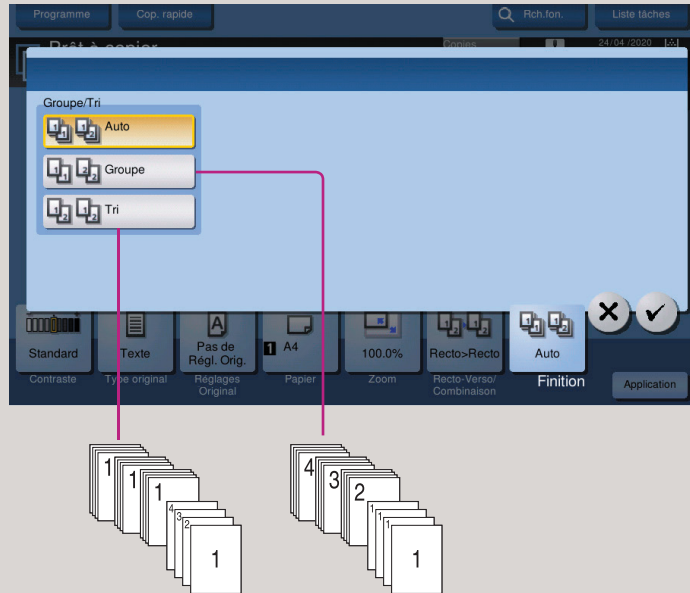 Programme
Cop. rapide
Rch.fon.
Liste tâches
Prêt à copier
Copies
24/04/2020
Groupe/Tri
Auto
Groupe
Tri
Standard
Texte
Pas de
Régl. Orig.
1 A4
100.0%
Recto>Recto
Auto
Contraste
Type original
Réglages
Original
Papier
Zoom
Recto-Verso/
Combinaison
Finition
Application
1 1 1 4 3 2 1
4 3 2 1 1 1 1